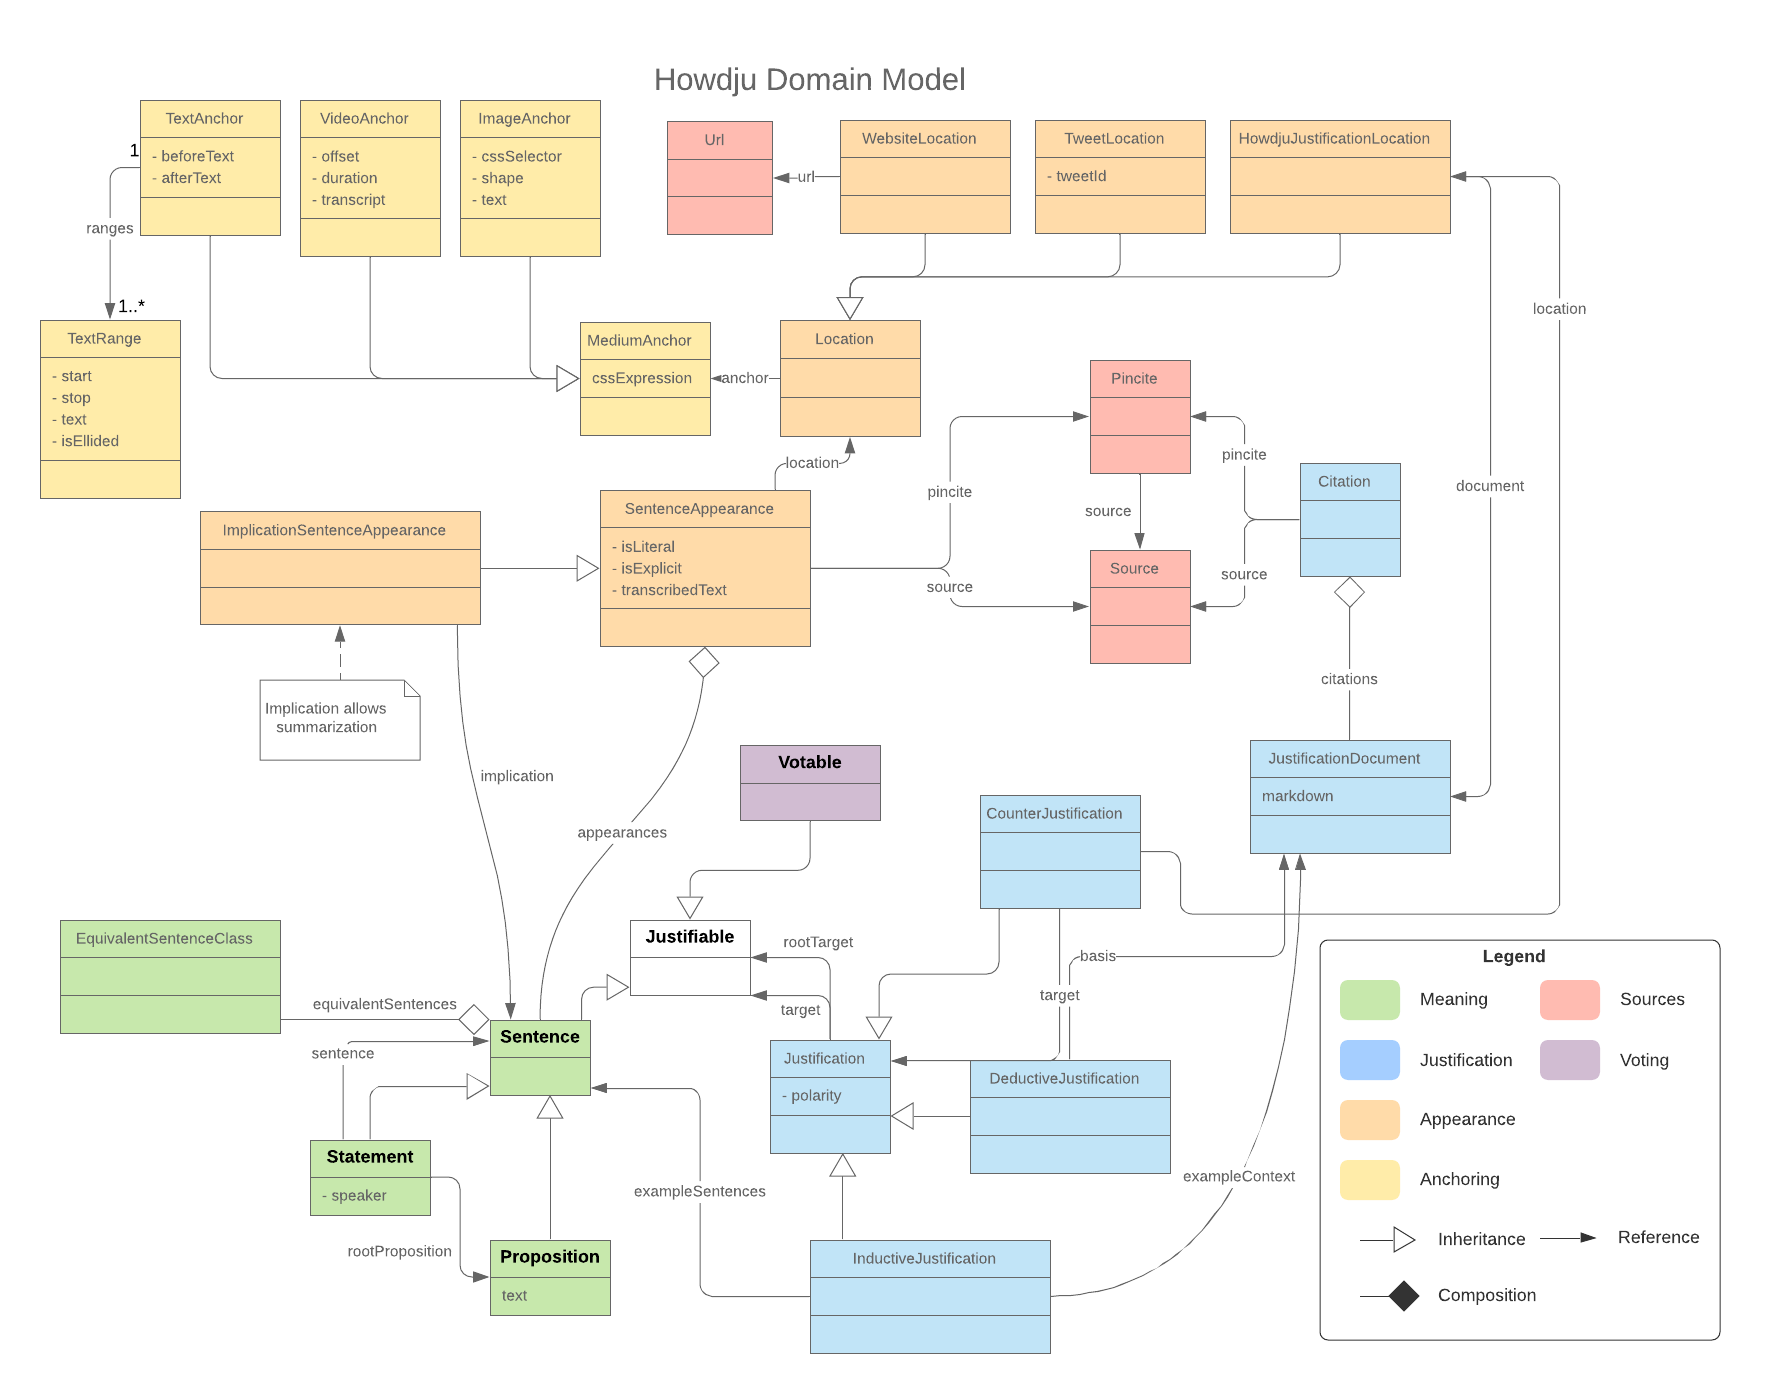 Howdju Domain Model
TextAnchor
- beforeText
- afterText
VideoAnchor
- offset
- duration
- transcript
ImageAnchor
- cssSelector
- shape
- text
Url
WebsiteLocation
TweetLocation
- tweetId
HowdjuJustificationLocation
1
url
ranges
1..*
location
TextRange
- start
- stop
- text
- isEllided
MediumAnchor
cssExpression
anchor
Location
Pincite
location
pincite
pincite
source
document
Citation
ImplicationSentenceAppearance
SentenceAppearance
- isLiteral
- isExplicit
- transcribedText
source
Source
source
Implication allows
summarization
citations
implication
appearances
Votable
CounterJustification
JustificationDocument
markdown
EquivalentSentenceClass
equivalentSentences
Justifiable
rootTarget
target
basis
target
sentence
Sentence
Justification
- polarity
DeductiveJustification
Statement
- speaker
rootProposition
Proposition
text
exampleSentences
exampleContext
InductiveJustification
Legend
Meaning
Sources
Justification
Voting
Appearance
Anchoring
Inheritance
Reference
Composition